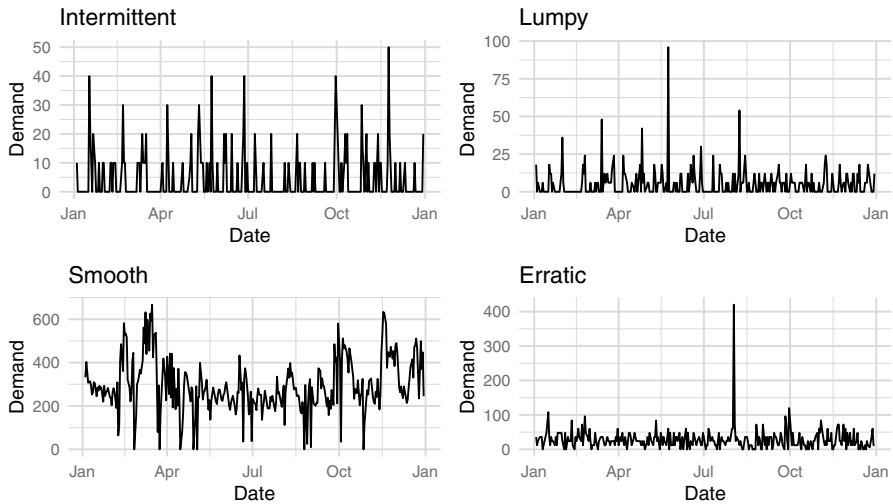 Intermittent
Demand
50
40
30
20
10
0
Jan
Apr
Jul
Oct
Jan
Date
Lumpy
Demand
100
75
50
25
0
Jan
Apr
Jul
Oct
Jan
Date
Smooth
Demand
600
400
200
0
Jan
Apr
Jul
Oct
Jan
Date
Erratic
Demand
400
300
200
100
0
Jan
Apr
Jul
Oct
Jan
Date